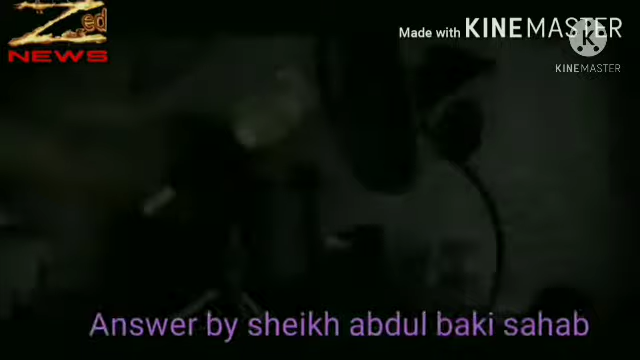 Zed
NEWS
Made with KINEMASTER
KINEMASTER
Answer by sheikh abdul baki sahab